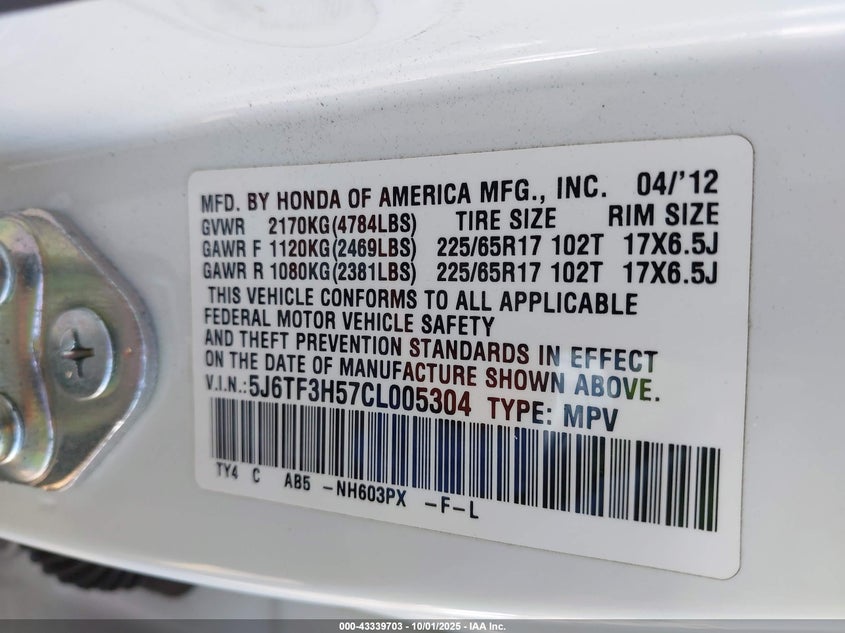 MFD. BY HONDA OF AMERICA MFG., INC. 04/'12
GVWR 2170KG(4784LBS) TIRE SIZE RIM SIZE
GAWR F 1120KG(2469LBS) 225/65R17 102T 17X6.5J
GAWR R 1080KG(2381LBS) 225/65R17 102T 17X6.5J
THIS VEHICLE CONFORMS TO ALL APPLICABLE
FEDERAL MOTOR VEHICLE SAFETY
AND THEFT PREVENTION STANDARDS IN EFFECT
ON THE DATE OF MANUFACTURE SHOWN ABOVE.
V.I.N.:5J6TF3H57CL005304 TYPE: MPV
TY4 C A85 -NH603PX -F-L
000-43339703 - 10/01/2025 - IAA Inc.